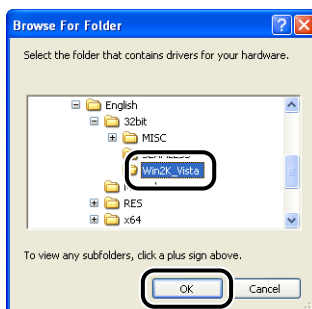 Browse For Folder
Select the folder that contains drivers for your hardware.
English
32bit
MISC
Win2K_Vista
RES
x64
To view any subfolders, click a plus sign above.
OK
Cancel